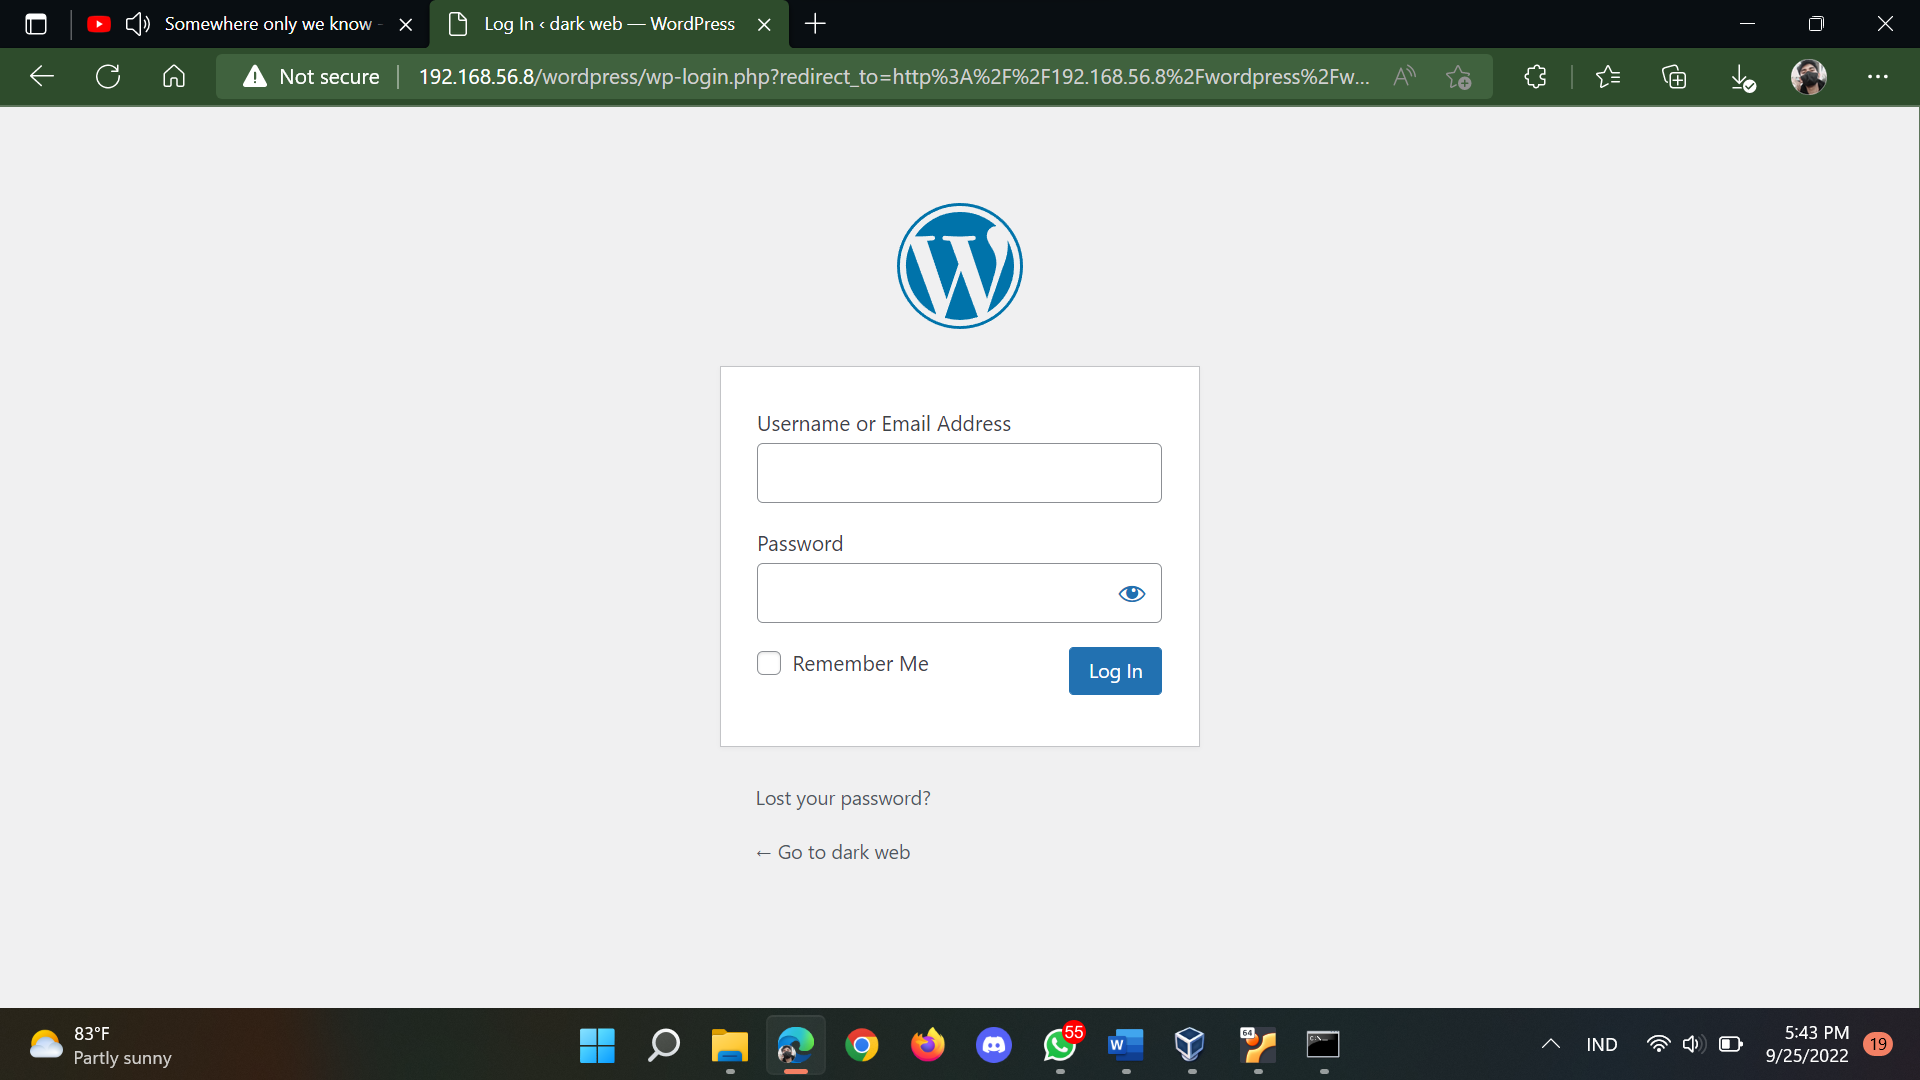 Somewhere only we know -
Log In ‹ dark web — WordPress
Not secure
192.168.56.8/wordpress/wp-login.php?redirect_to=http%3A%2F%2F192.168.56.8%2Fwordpress%2Fw...
Username or Email Address
Password
Remember Me
Log In
Lost your password?
← Go to dark web
83°F
Partly sunny
55
64
IND
5:43 PM
9/25/2022
19